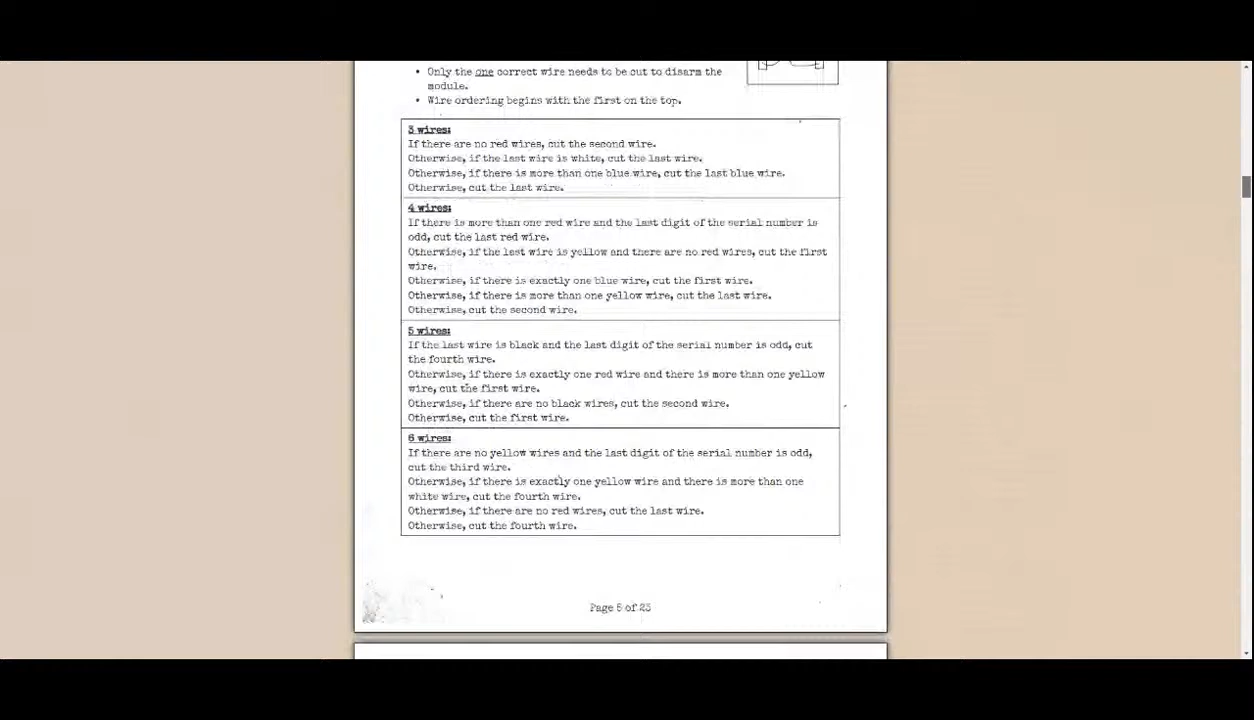 Only the one correct wire needs to be cut to disarm the
module.
Wire ordering begins with the first on the top.
3 wires:
If there are no red wires, cut the second wire.
Otherwise, if the last wire is white, cut the last wire.
Otherwise, if there is more than one blue wire, cut the last blue wire.
Otherwise, cut the last wire.
4 wires:
If there is more than one red wire and the last digit of the serial number is
odd, cut the last red wire.
Otherwise, if the last wire is yellow and there are no red wires, cut the first
wire.
Otherwise, if there is exactly one blue wire, cut the first wire.
Otherwise, if there is more than one yellow wire, cut the last wire.
Otherwise, cut the second wire.
5 wires:
If the last wire is black and the last digit of the serial number is odd, cut
the fourth wire.
Otherwise, if there is exactly one red wire and there is more than one yellow
wire, cut the first wire.
Otherwise, if there are no black wires, cut the second wire.
Otherwise, cut the first wire.
6 wires:
If there are no yellow wires and the last digit of the serial number is odd,
cut the third wire.
Otherwise, if there is exactly one yellow wire and there is more than one
white wire, cut the fourth wire.
Otherwise, if there are no red wires, cut the last wire.
Otherwise, cut the fourth wire.
Page 5 of 23